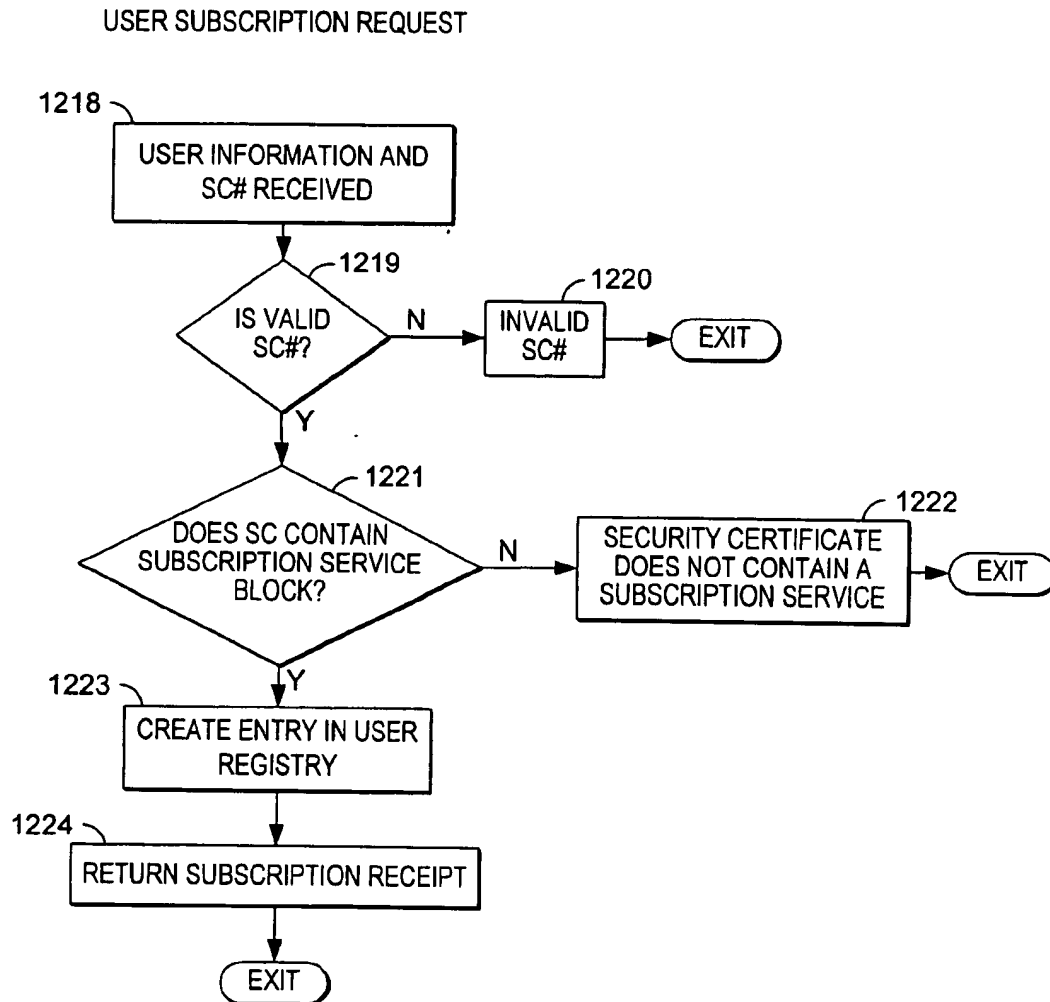 USER SUBSCRIPTION REQUEST
1218
USER INFORMATION AND
SC# RECEIVED
1219
IS VALID
SC#?
N
1220
INVALID
SC#
EXIT
Y
1221
DOES SC CONTAIN
SUBSCRIPTION SERVICE
BLOCK?
N
1222
SECURITY CERTIFICATE
DOES NOT CONTAIN A
SUBSCRIPTION SERVICE
EXIT
Y
1223
CREATE ENTRY IN USER
REGISTRY
1224
RETURN SUBSCRIPTION RECEIPT
EXIT